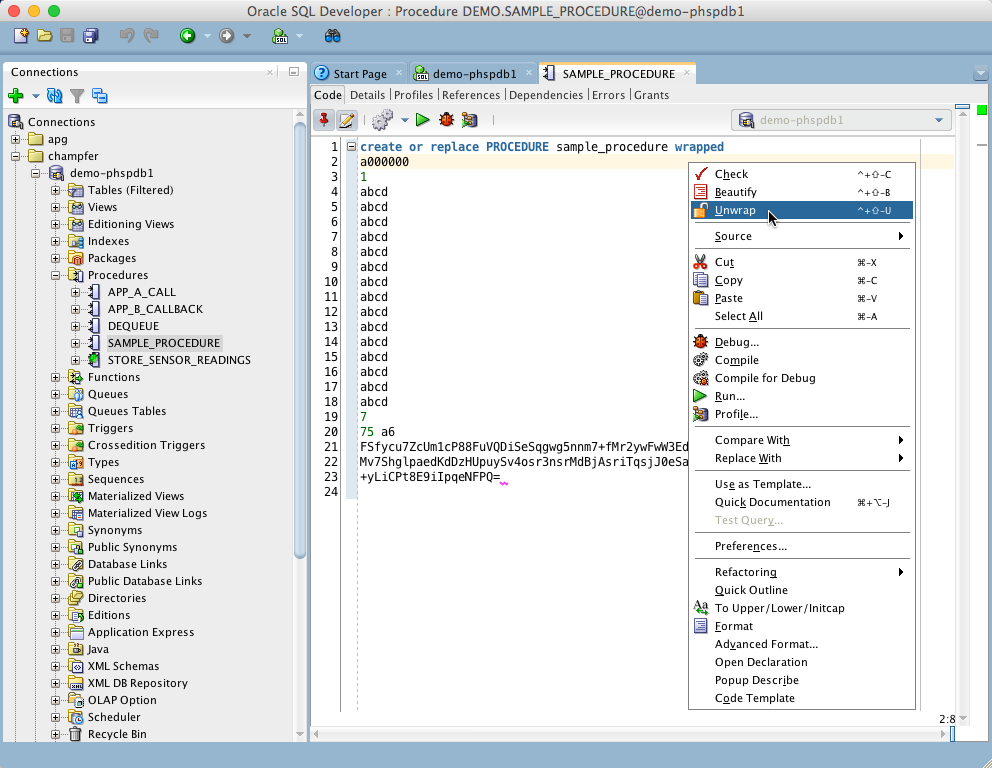 Oracle SQL Developer : Procedure DEMO.SAMPLE_PROCEDURE@demo-phspdb1
Connections
Connections
apg
champfer
demo-phspdb1
Tables (Filtered)
Views
Editioning Views
Indexes
Packages
Procedures
APP_A_CALL
APP_B_CALLBACK
DEQUEUE
SAMPLE_PROCEDURE
STORE_SENSOR_READINGS
Functions
Queues
Queues Tables
Triggers
Crossedition Triggers
Types
Sequences
Materialized Views
Materialized View Logs
Synonyms
Public Synonyms
Database Links
Public Database Links
Directories
Editions
Application Express
Java
XML Schemas
XML DB Repository
OLAP Option
Scheduler
Recycle Bin
Start Page demo-phspdb1 SAMPLE_PROCEDURE
Code Details Profiles References Dependencies Errors Grants
demo-phspdb1
1 create or replace PROCEDURE sample_procedure wrapped
2 a000000
3 1
4 abcd
5 abcd
6 abcd
7 abcd
8 abcd
9 abcd
10 abcd
11 abcd
12 abcd
13 abcd
14 abcd
15 abcd
16 abcd
17 abcd
18 abcd
19 7
20 75 a6
21 FSfycu7ZcUm1cP88FuVQDiSeSqgwg5nnm7+fMr2ywFwW3Ed
22 Mv7ShglpaedKdDzHUpuySv4osr3nsrMdBjAsriTqsjJ0eSa
23 +yLiCPt8E9iIpqeNFPQ=
24
Check ^+⇧-C
Beautify ^+⇧-B
Unwrap ^+⇧-U
Source
Cut ⌘-X
Copy ⌘-C
Paste ⌘-V
Select All ⌘-A
Debug...
Compile
Compile for Debug
Run...
Profile...
Compare With
Replace With
Use as Template...
Quick Documentation ⌘+⌥-J
Test Query...
Preferences...
Refactoring
Quick Outline
To Upper/Lower/Initcap
Format
Advanced Format...
Open Declaration
Popup Describe
Code Template
2:8